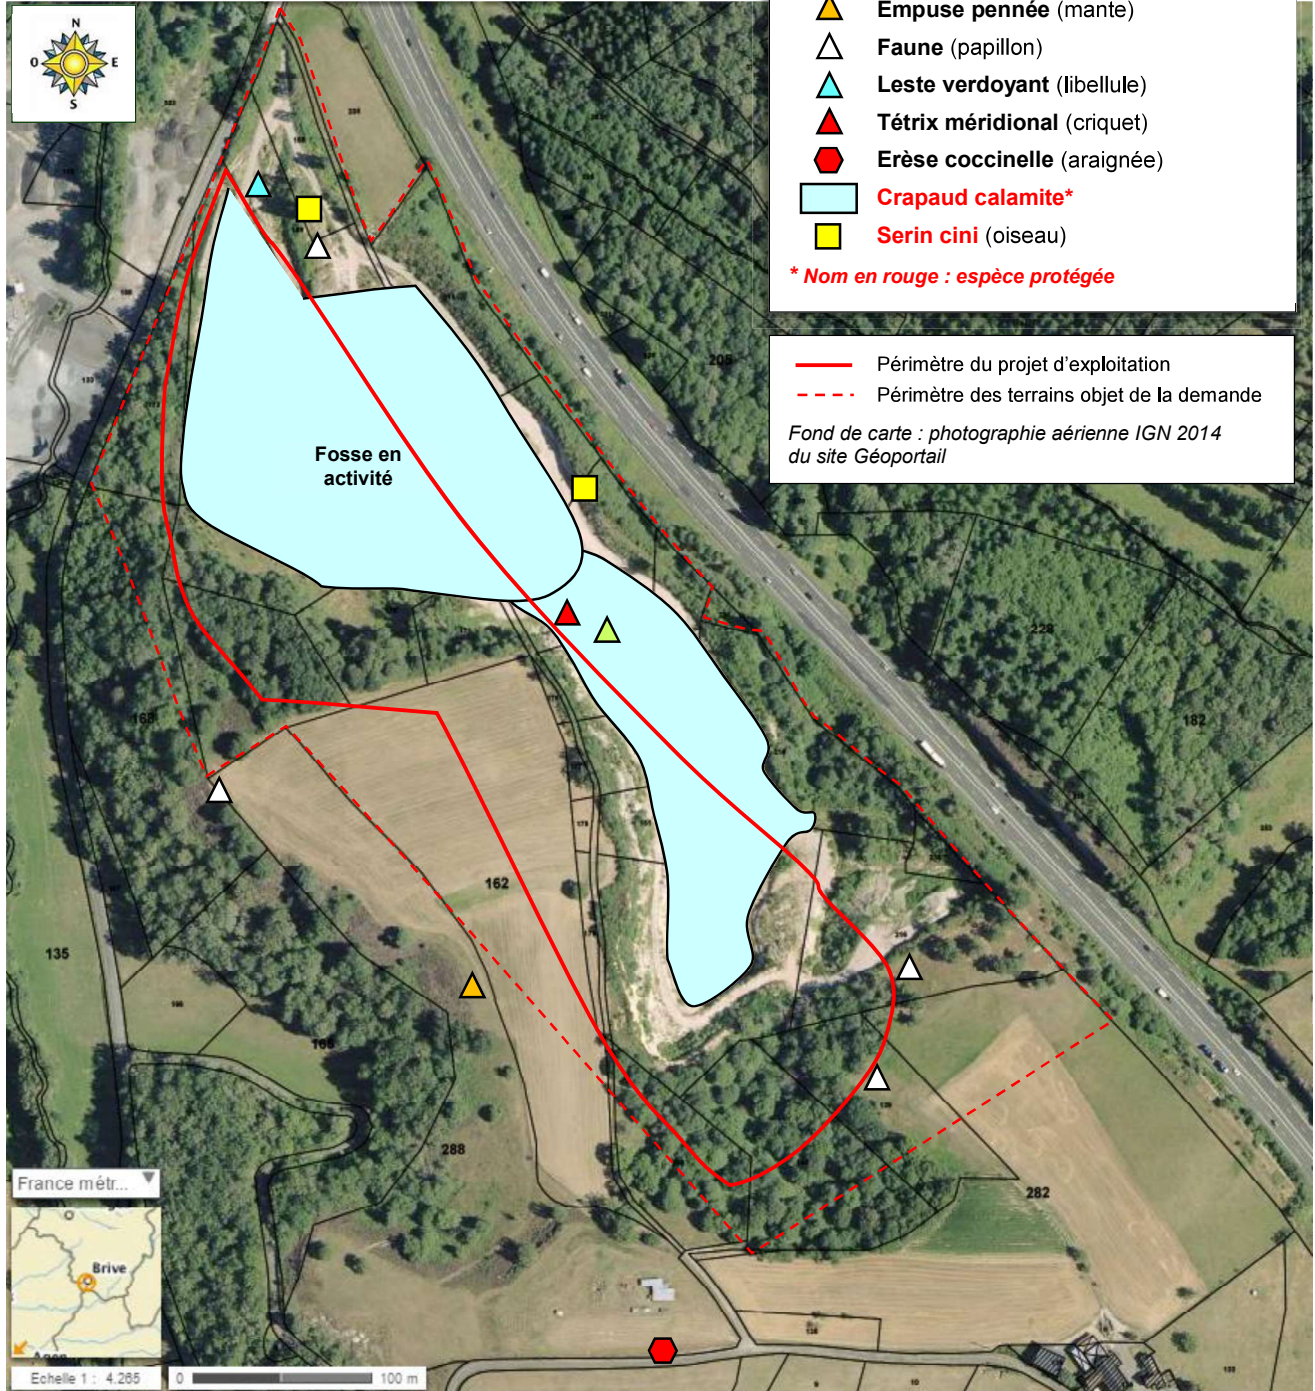 N
O
E
S
Empuse pennée (mante)
Faune (papillon)
Leste verdoyant (libellule)
Tétrix méridional (criquet)
Erèse coccinelle (araignée)
Crapaud calamite*
Serin cini (oiseau)
* Nom en rouge : espèce protégée
Périmètre du projet d'exploitation
Périmètre des terrains objet de la demande
Fond de carte : photographie aérienne IGN 2014
du site Géoportail
205
Fosse en
activité
228
182
162
135
288
282
France métr...
Brive
Agen
Echelle 1 : 4.265
0
100 m